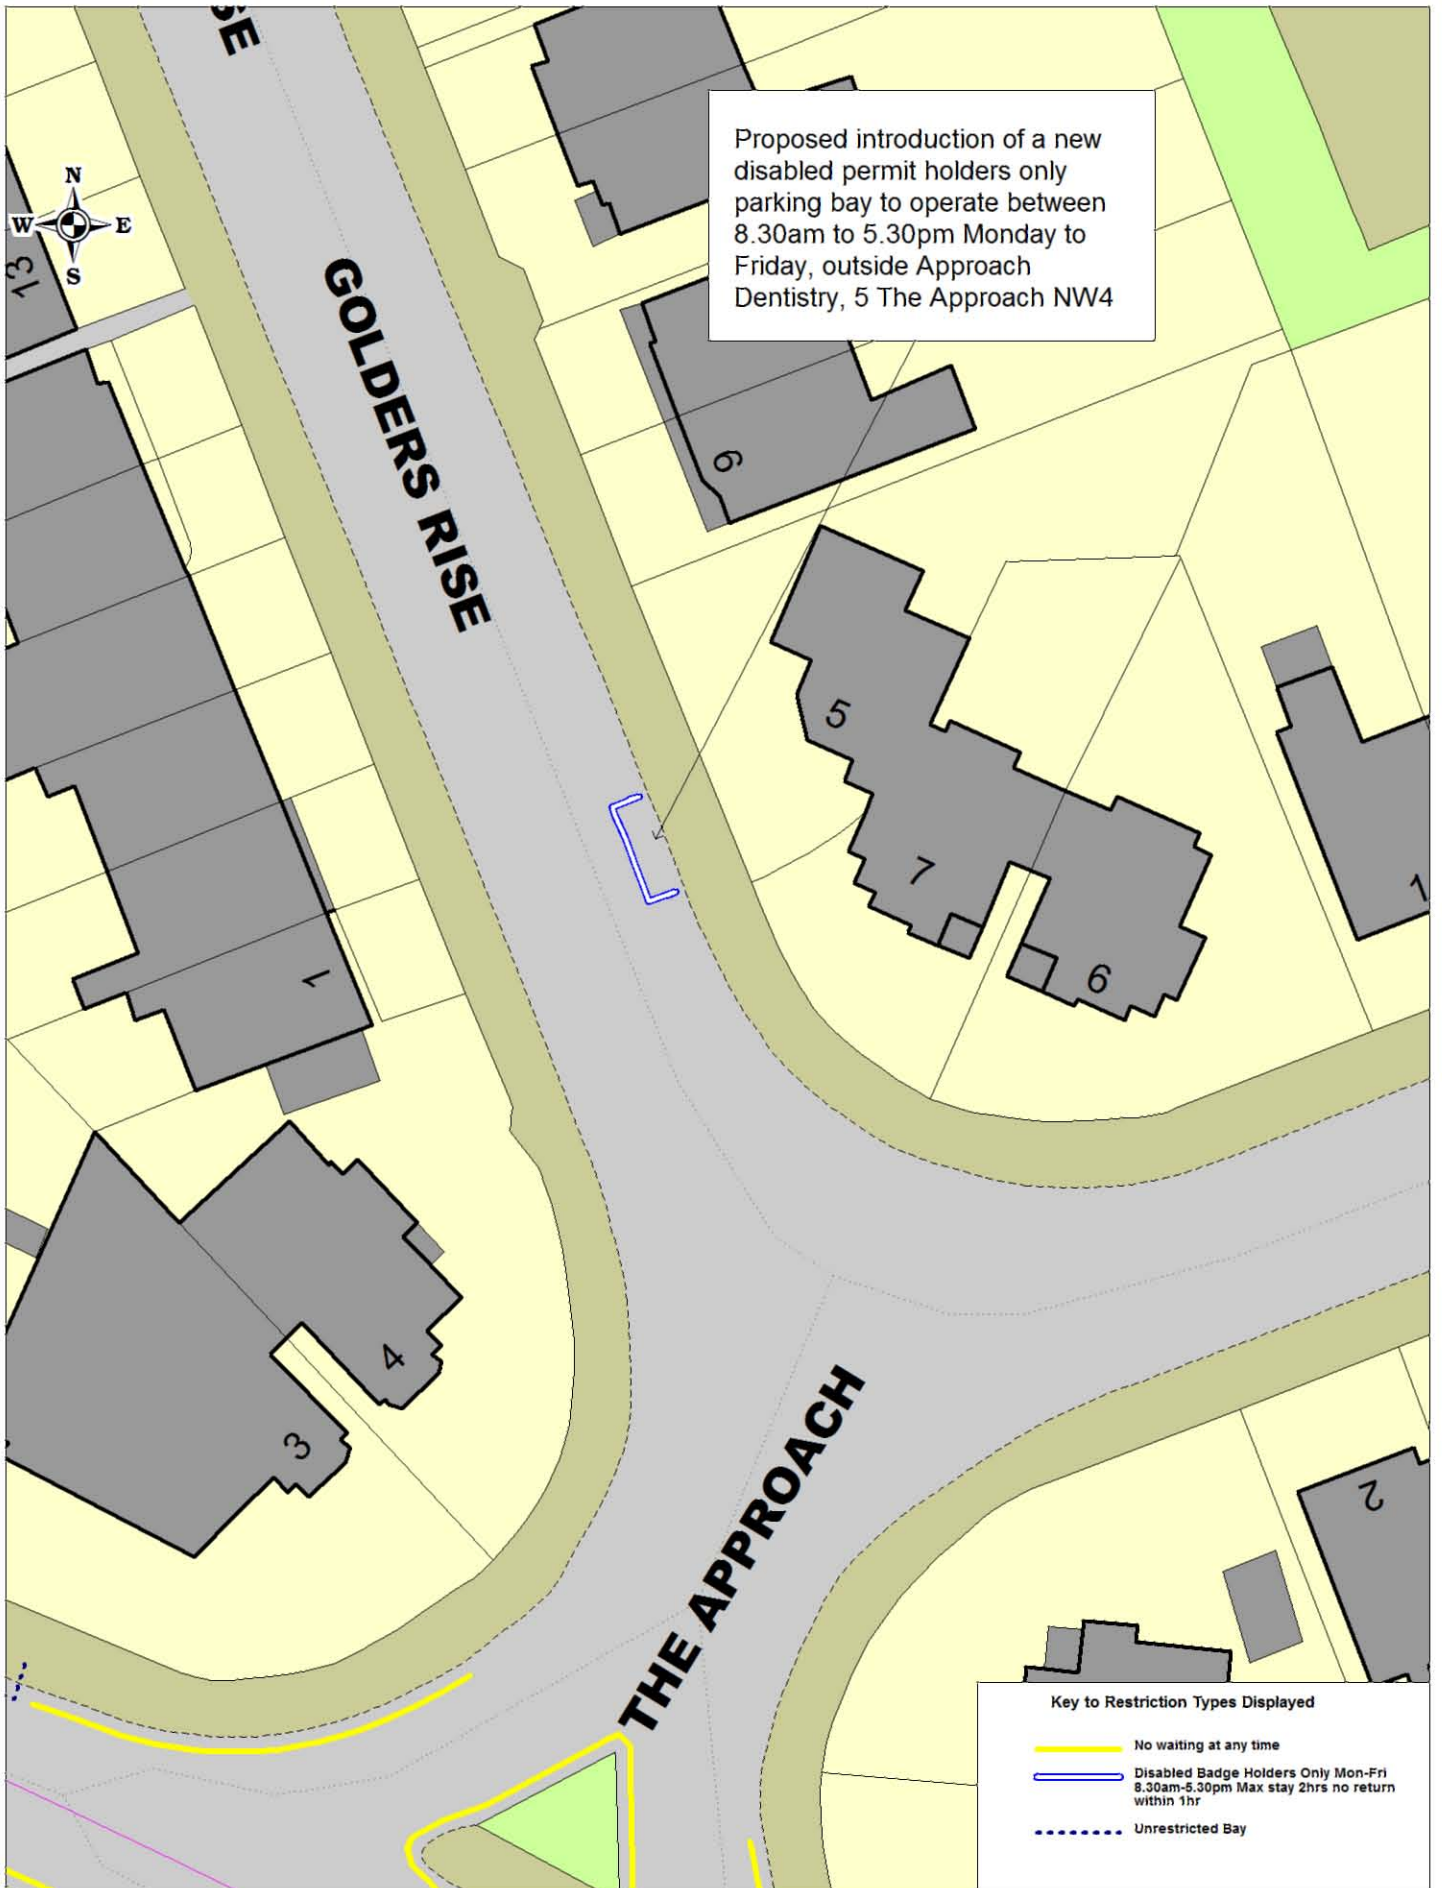 SE
N
W E
S
13
Proposed introduction of a new
disabled permit holders only
parking bay to operate between
8.30am to 5.30pm Monday to
Friday, outside Approach
Dentistry, 5 The Approach NW4
GOLDERS RISE
9
5
7
6
1
1
4
3
2
THE APPROACH
Key to Restriction Types Displayed
No waiting at any time
Disabled Badge Holders Only Mon-Fri
8.30am-5.30pm Max stay 2hrs no return
within 1hr
Unrestricted Bay